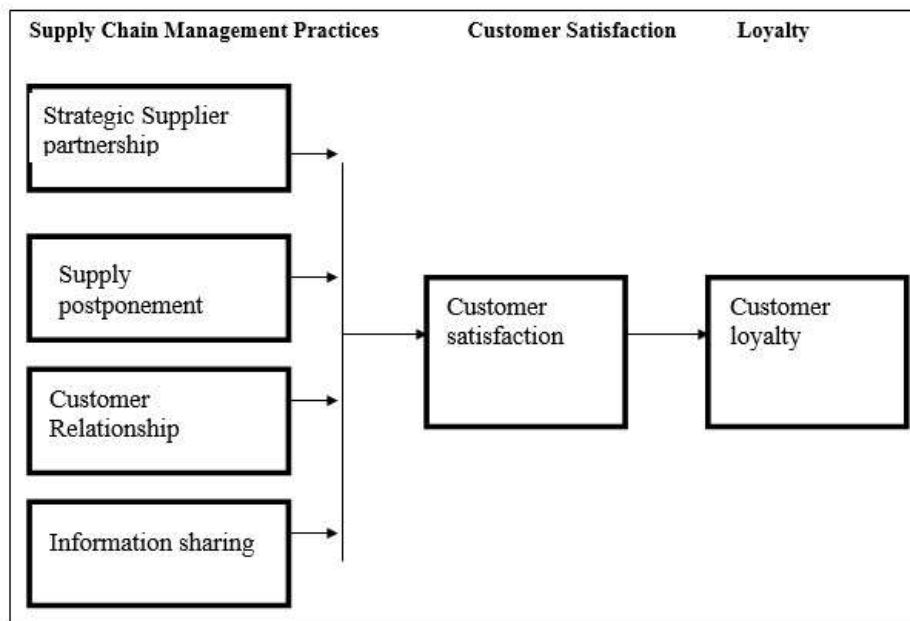 Supply Chain Management Practices Customer Satisfaction Loyalty
Strategic Supplier
partnership
Supply
postponement
Customer
Relationship
Information sharing
Customer
satisfaction
Customer
loyalty